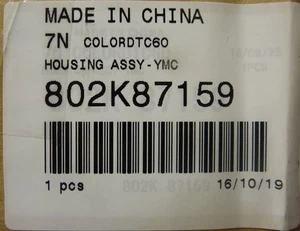 MADE IN CHINA
7N COLORDTC60
HOUSING ASSY-YMC
802K87159
1 pcs 802K 87159 16/10/19